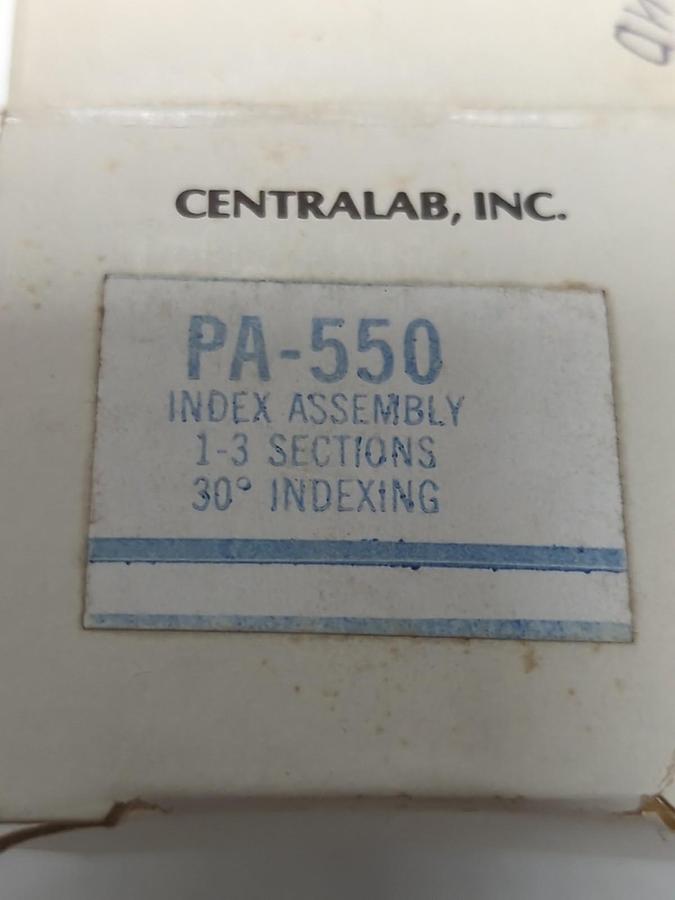 CENTRALAB, INC.
PA-550
INDEX ASSEMBLY
1-3 SECTIONS
30° INDEXING